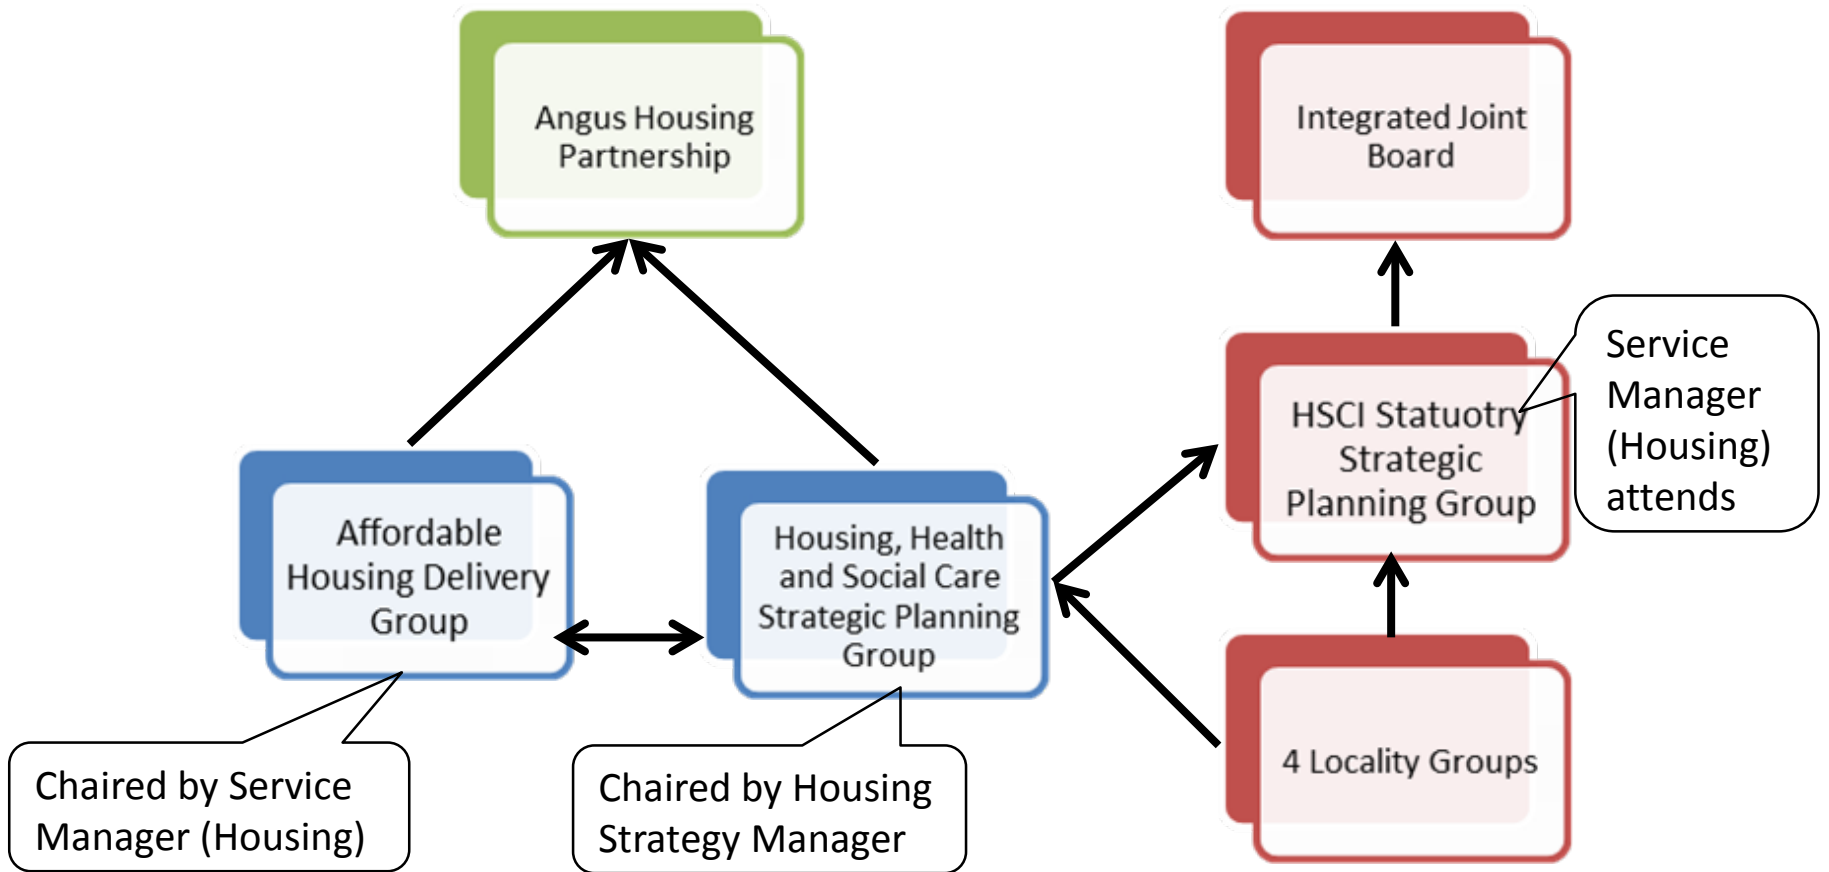 Angus Housing
Partnership
Integrated Joint
Board
Service
Manager
(Housing)
attends
HSCI Statuotry
Strategic
Planning Group
Affordable
Housing Delivery
Group
Housing, Health
and Social Care
Strategic Planning
Group
4 Locality Groups
Chaired by Service
Manager (Housing)
Chaired by Housing
Strategy Manager